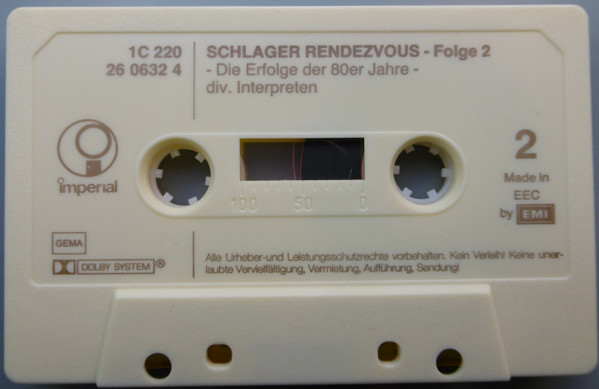 1C 220
26 0632 4
SCHLAGER RENDEZVOUS - Folge 2
- Die Erfolge der 80er Jahre -
div. Interpreten
imperial
2
Made in
EEC
by EMI
100 50 0
GEMA
DOLBY SYSTEM ®
Alle Urheber-und Leistungsschutzrechte vorbehalten. Kein Verleih! Keine uner-
laubte Vervielfältigung, Vermietung, Aufführung, Sendung!